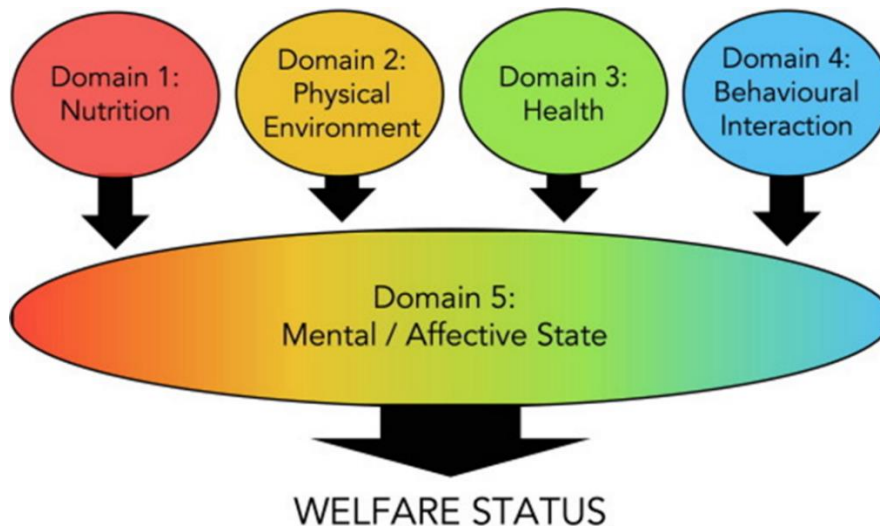 Domain 1:
Nutrition
Domain 2:
Physical
Environment
Domain 3:
Health
Domain 4:
Behavioural
Interaction
Domain 5:
Mental / Affective State
WELFARE STATUS